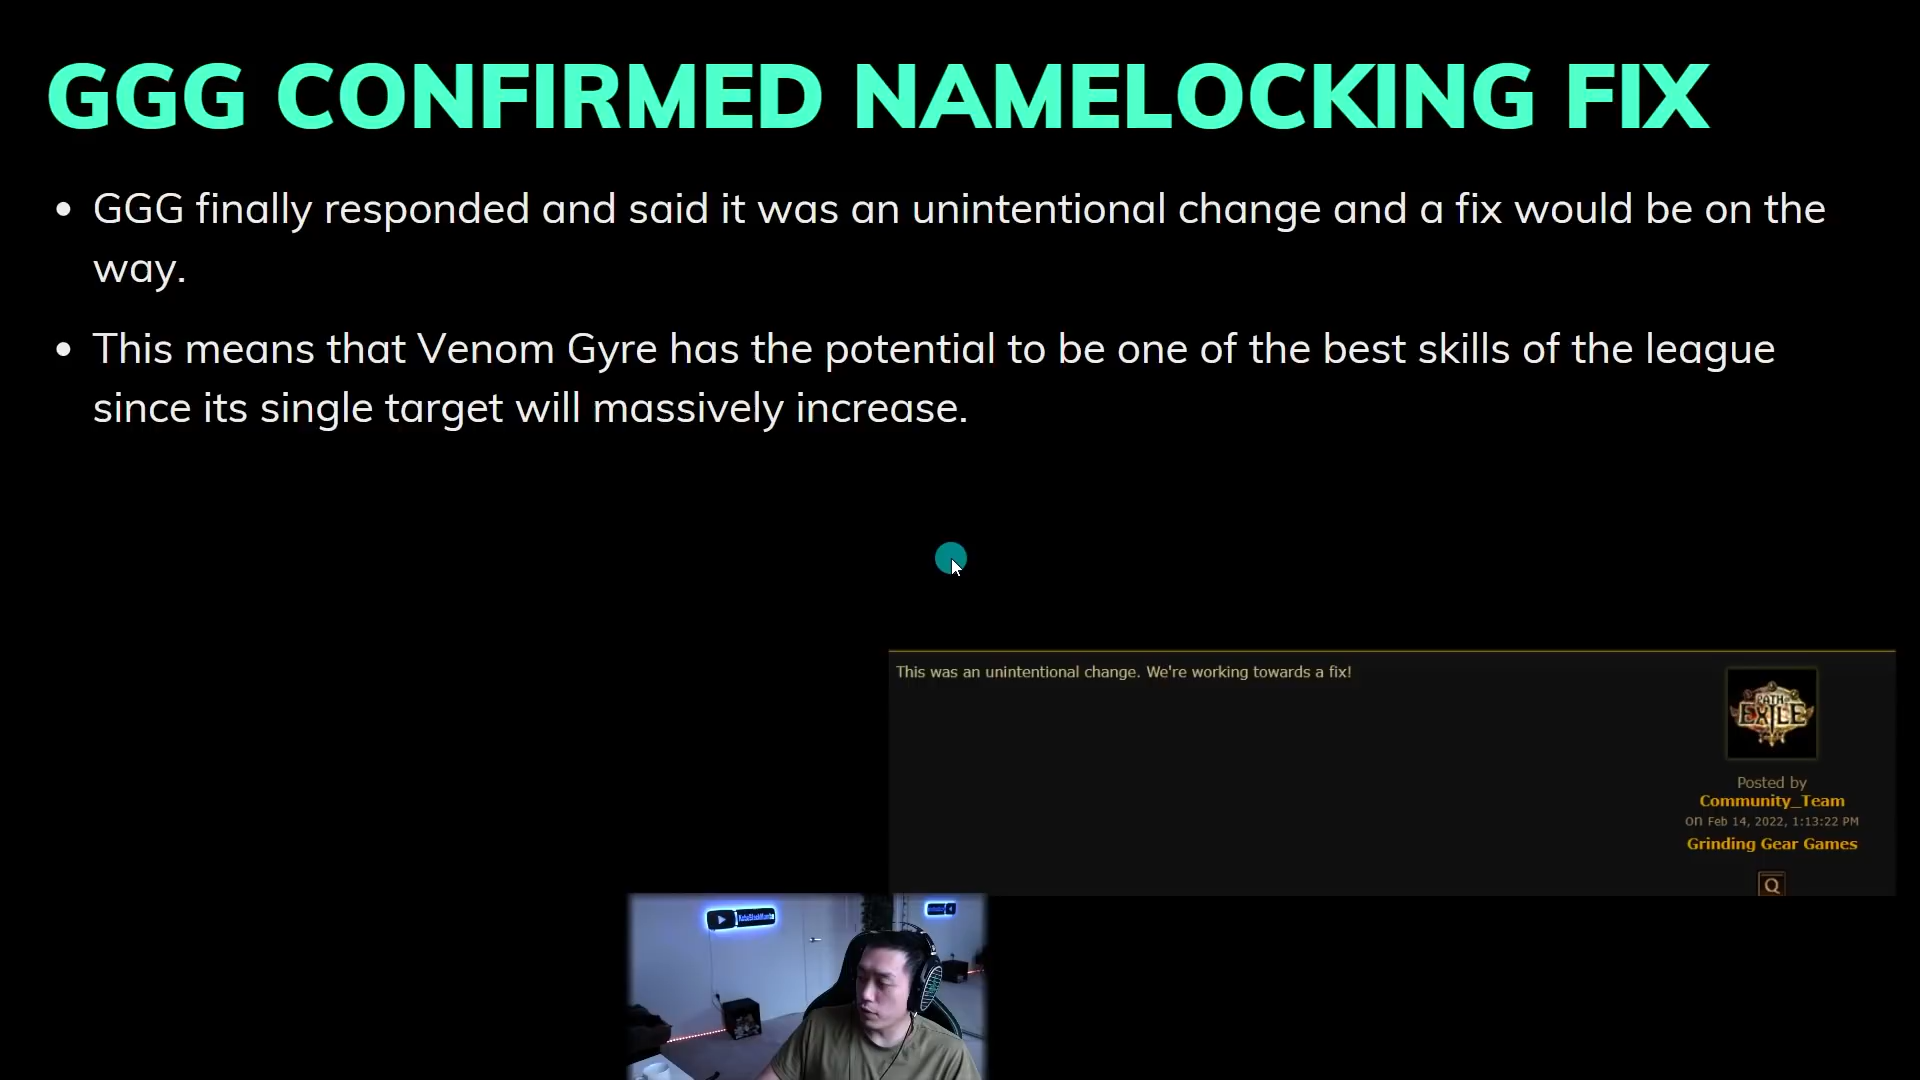 GGG CONFIRMED NAMELOCKING FIX
• GGG finally responded and said it was an unintentional change and a fix would be on the
way.
• This means that Venom Gyre has the potential to be one of the best skills of the league
since its single target will massively increase.
This was an unintentional change. We're working towards a fix!
PATH OF
EXILE
Posted by
Community_Team
on Feb 14, 2022, 1:13:22 PM
Grinding Gear Games
Q